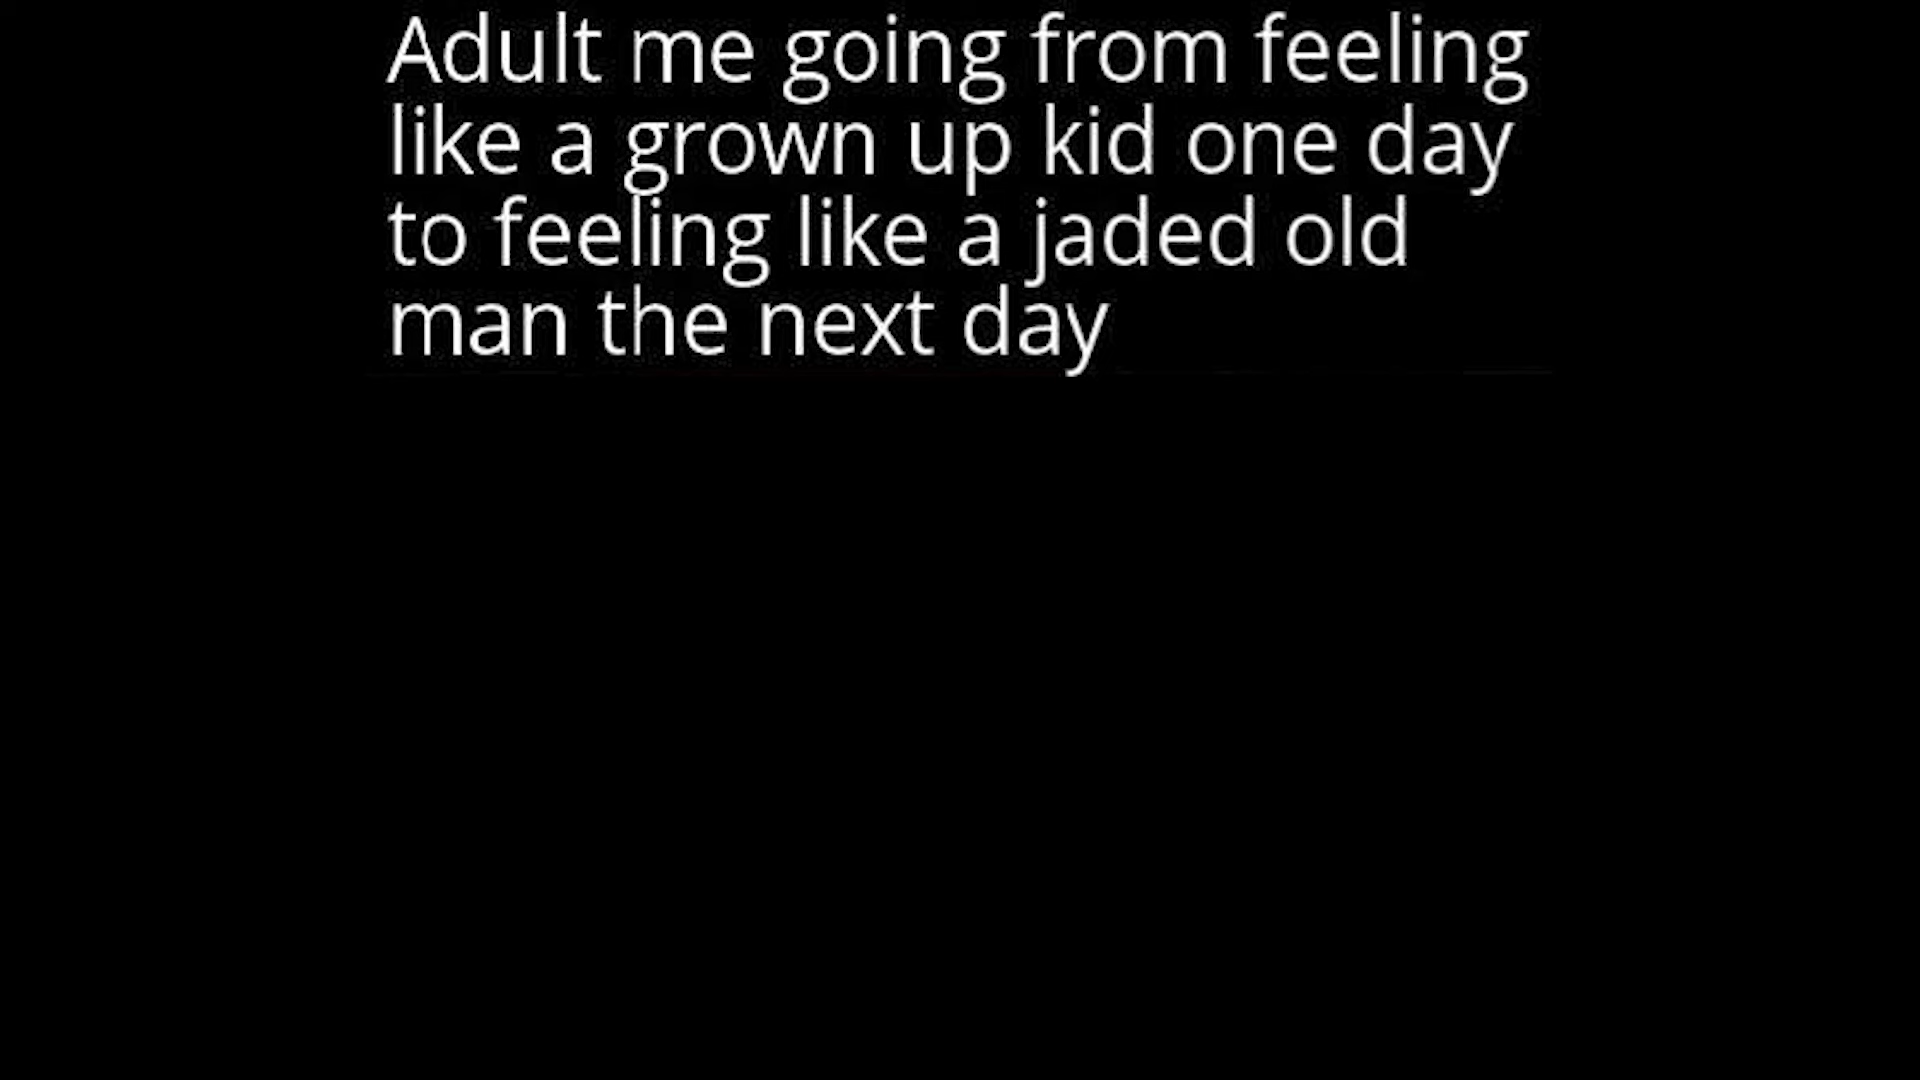 Adult me going from feeling
like a grown up kid one day
to feeling like a jaded old
man the next day